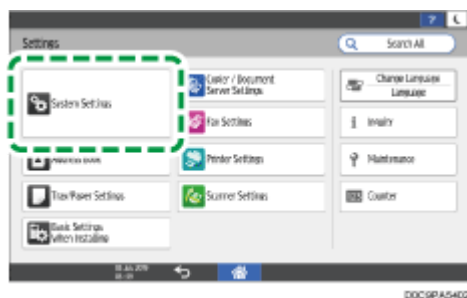 Settings
Search All
System Settings
Copier / Document
Server Settings
Change Language
Language
Fax Settings
Inquiry
Address Book
Printer Settings
Maintenance
Tray/Paper Settings
Scanner Settings
Counter
Basic Settings
When Installing